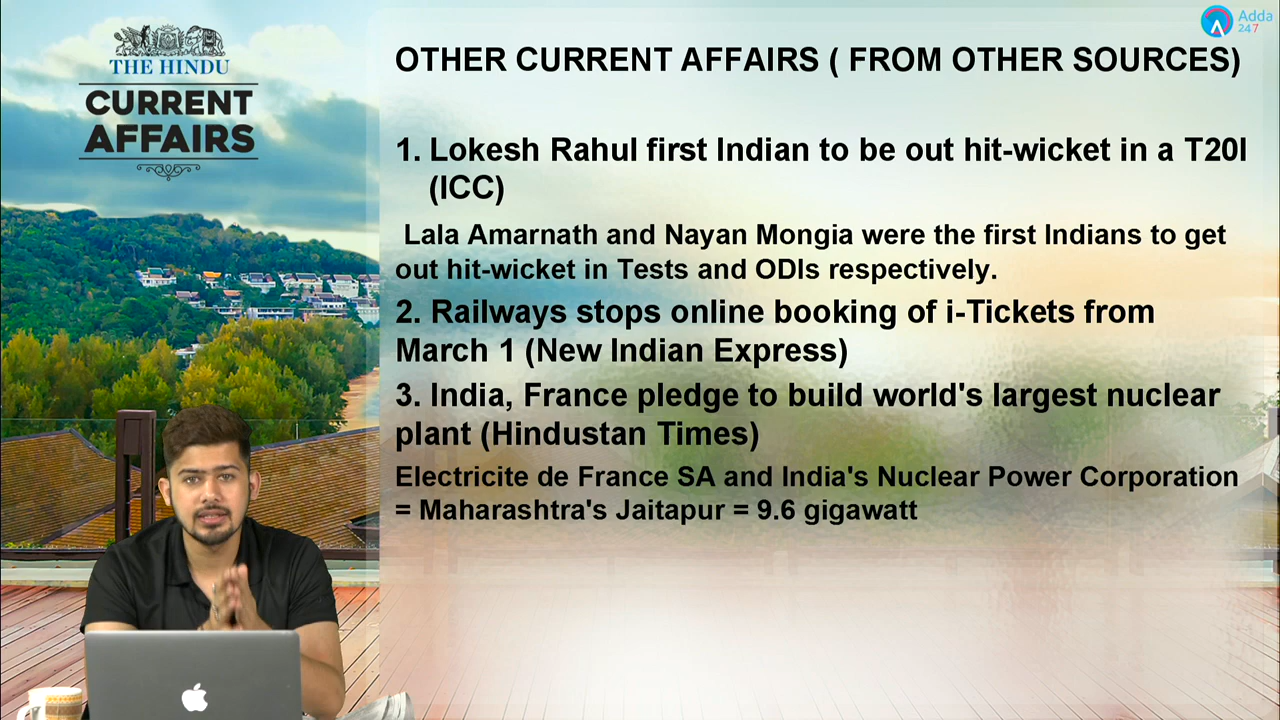 THE HINDU
CURRENT
AFFAIRS
Adda
247
OTHER CURRENT AFFAIRS ( FROM OTHER SOURCES)
1. Lokesh Rahul first Indian to be out hit-wicket in a T20I
(ICC)
Lala Amarnath and Nayan Mongia were the first Indians to get
out hit-wicket in Tests and ODIs respectively.
2. Railways stops online booking of i-Tickets from
March 1 (New Indian Express)
3. India, France pledge to build world's largest nuclear
plant (Hindustan Times)
Electricite de France SA and India's Nuclear Power Corporation
= Maharashtra's Jaitapur = 9.6 gigawatt